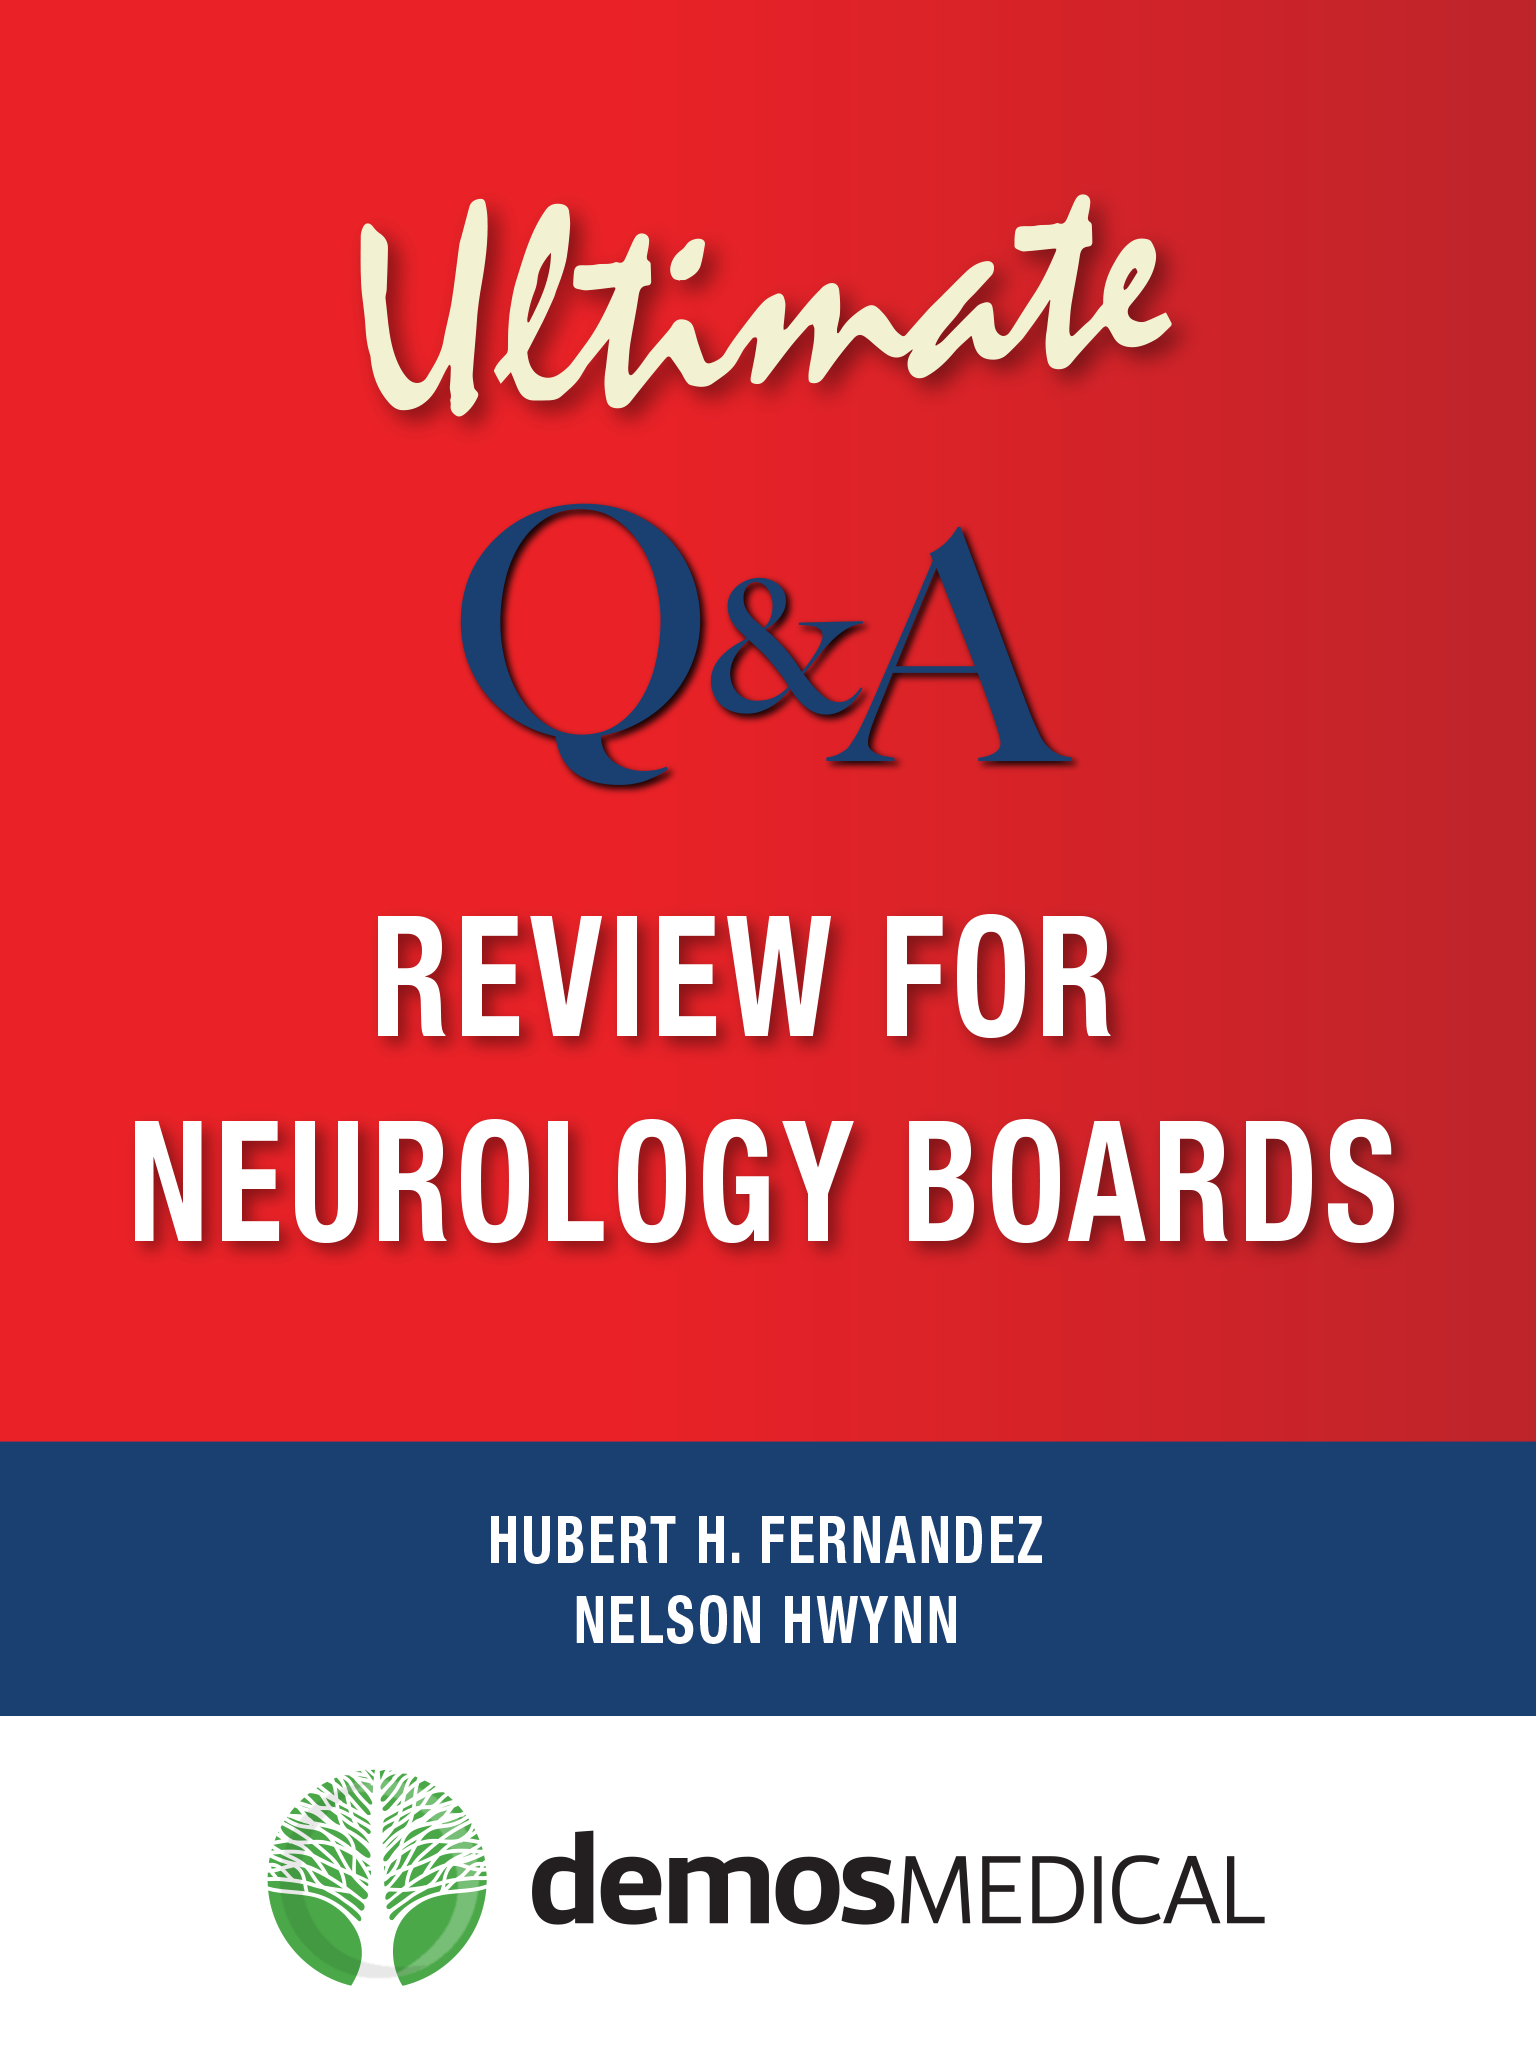 Ultimate
Q&A
REVIEW FOR
NEUROLOGY BOARDS
HUBERT H. FERNANDEZ
NELSON HWYNN
demosMEDICAL